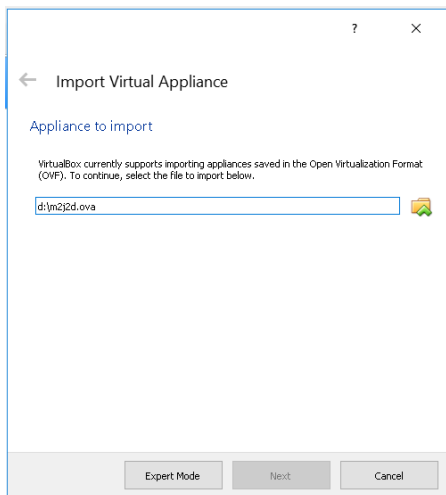 ?
Import Virtual Appliance
Appliance to import
VirtualBox currently supports importing appliances saved in the Open Virtualization Format
(OVF). To continue, select the file to import below.
d:\m2j2d.ova
Expert Mode Next Cancel